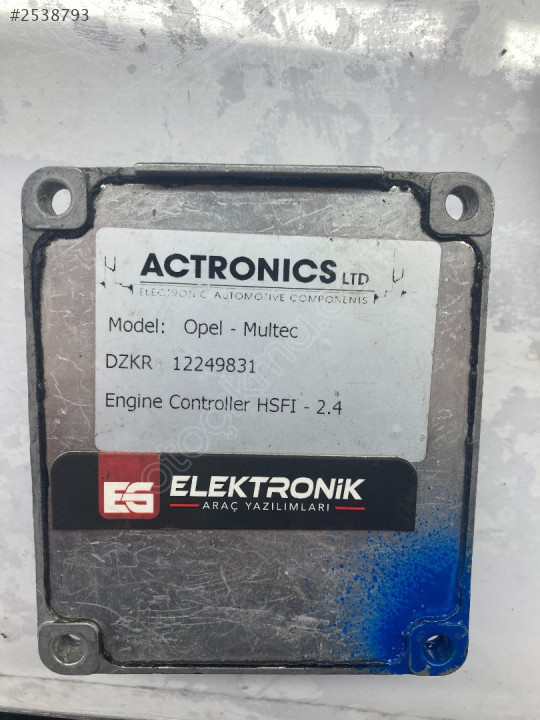 #2538793
ACTRONICS LTD
ELECTRONIC AUTOMOTIVE COMPONENTS
Model: Opel - Multec
DZKR 12249831
Engine Controller HSFI - 2.4
EG ELEKTRONiK
ARAÇ YAZILIMLARI